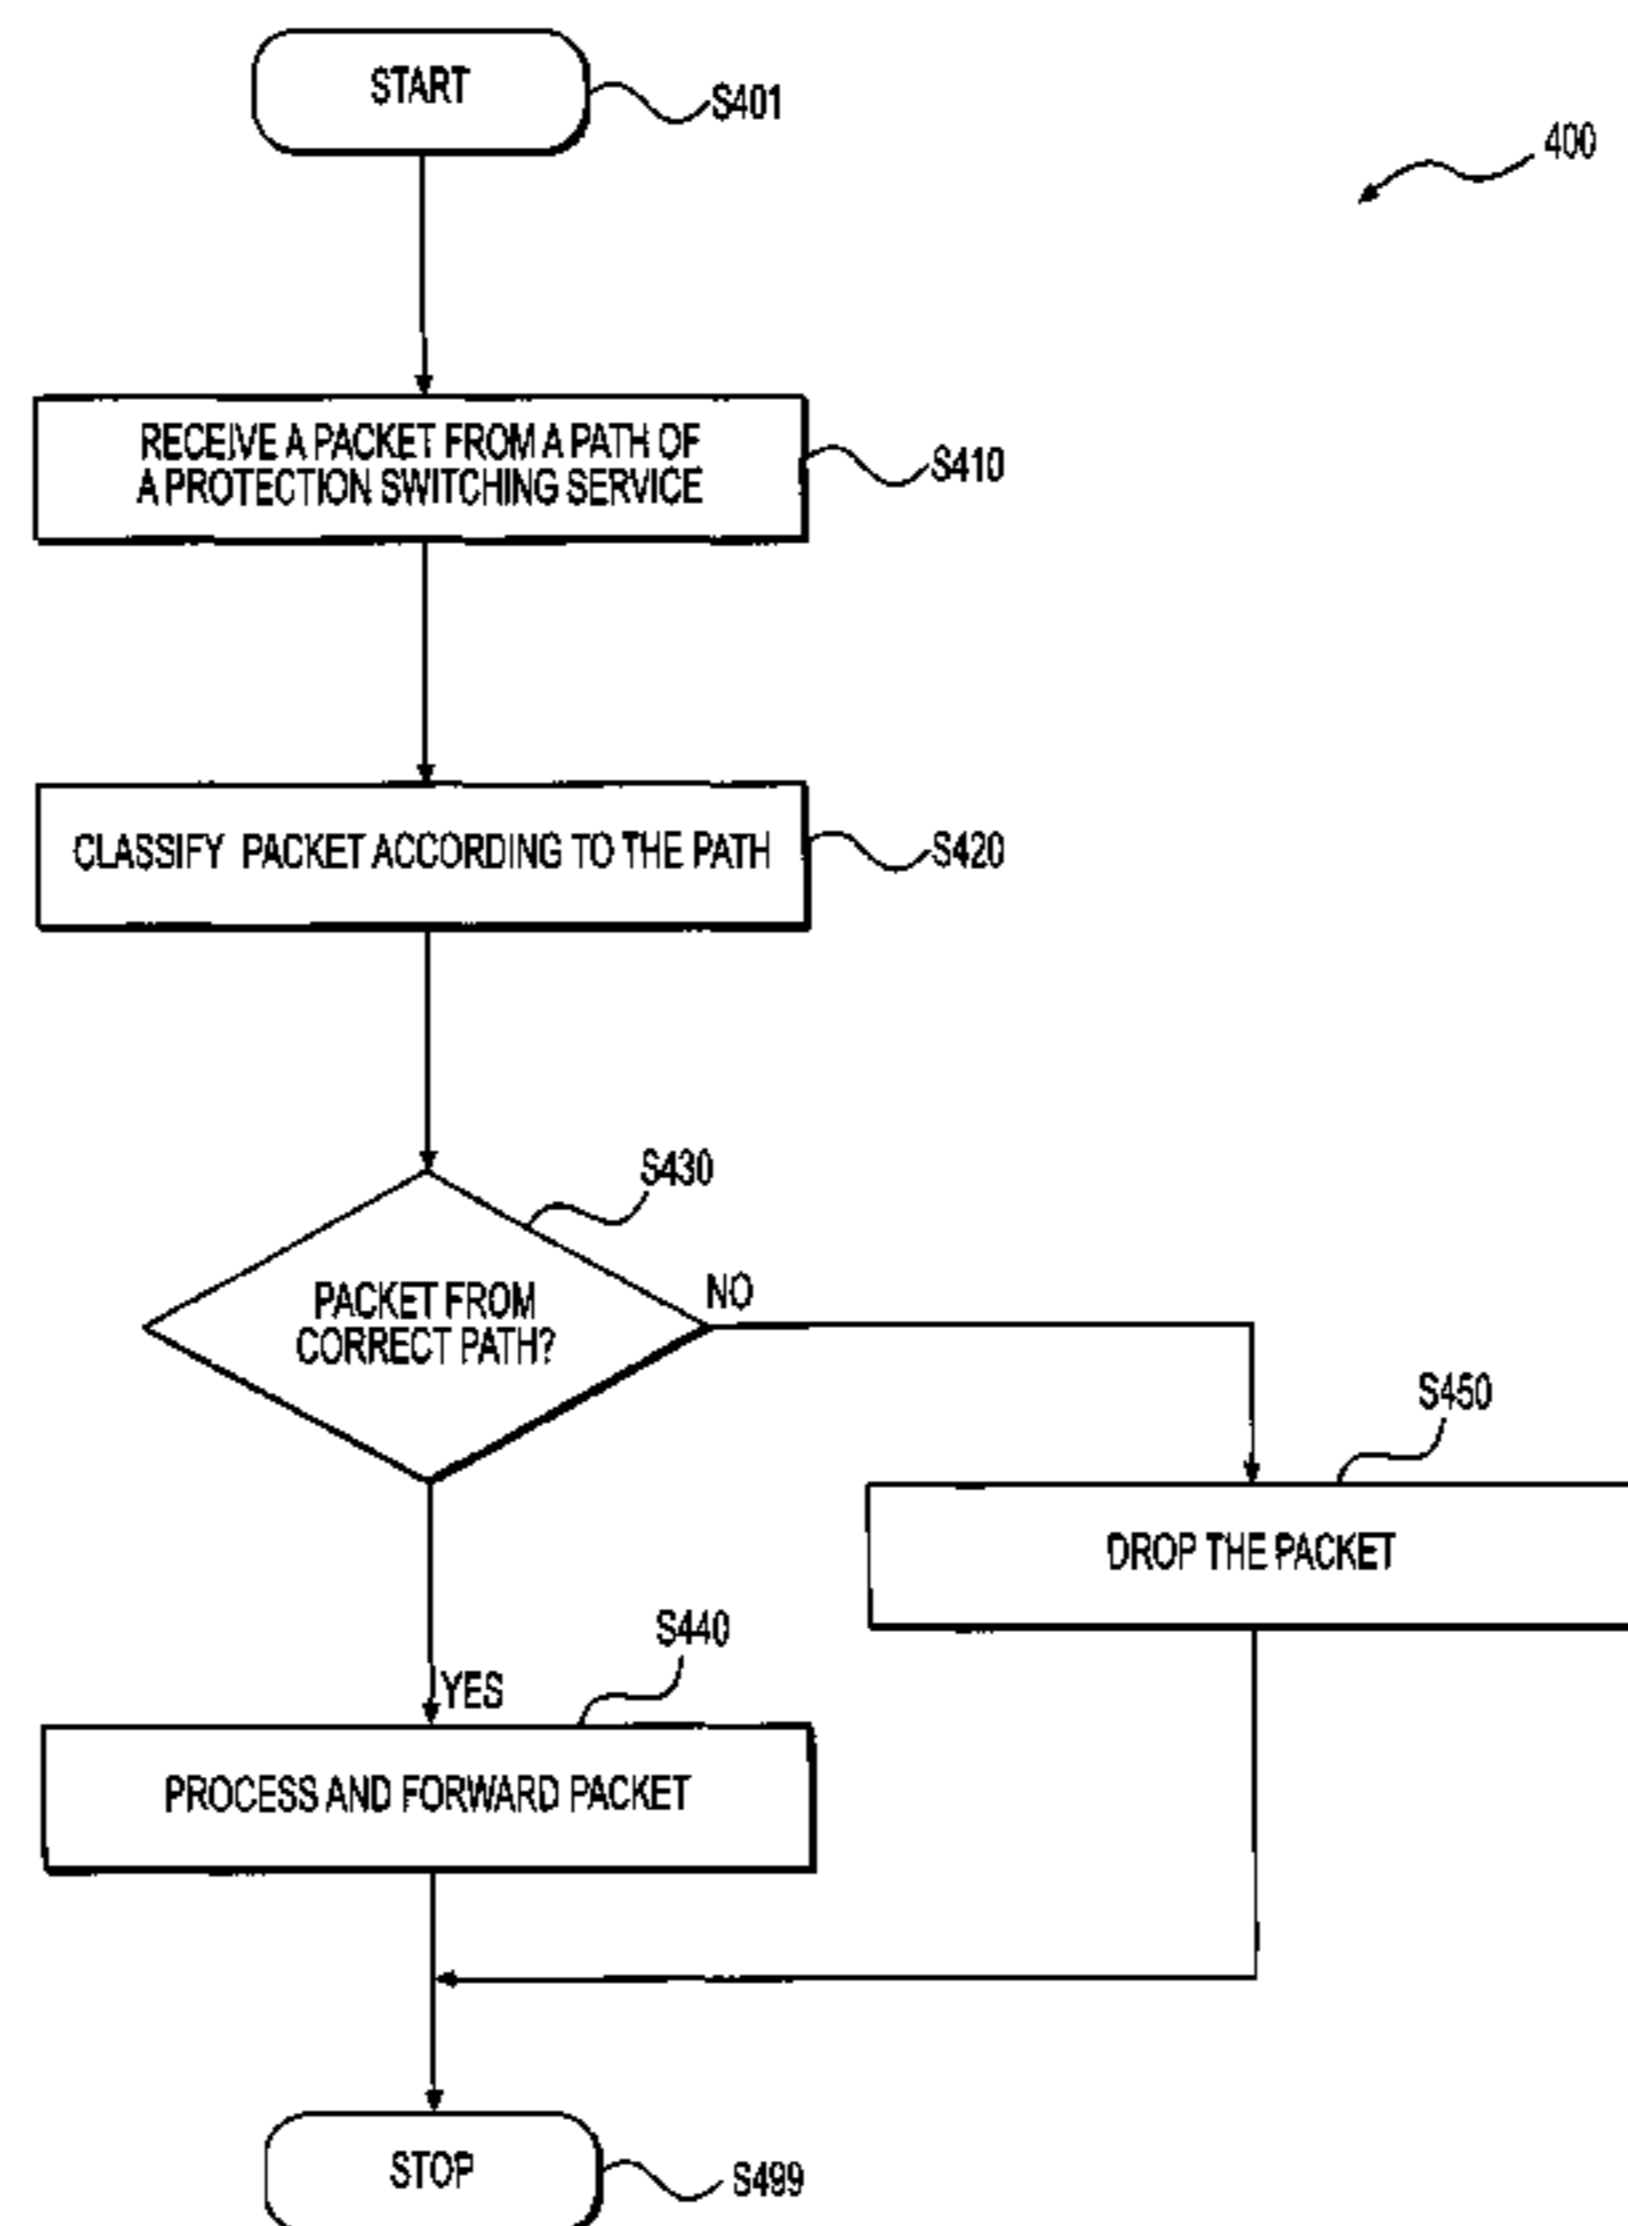 START
S401
400
RECEIVE A PACKET FROM A PATH OF
A PROTECTION SWITCHING SERVICE
S410
CLASSIFY PACKET ACCORDING TO THE PATH
S420
S430
PACKET FROM
CORRECT PATH?
NO
S450
DROP THE PACKET
S440
YES
PROCESS AND FORWARD PACKET
STOP
S499